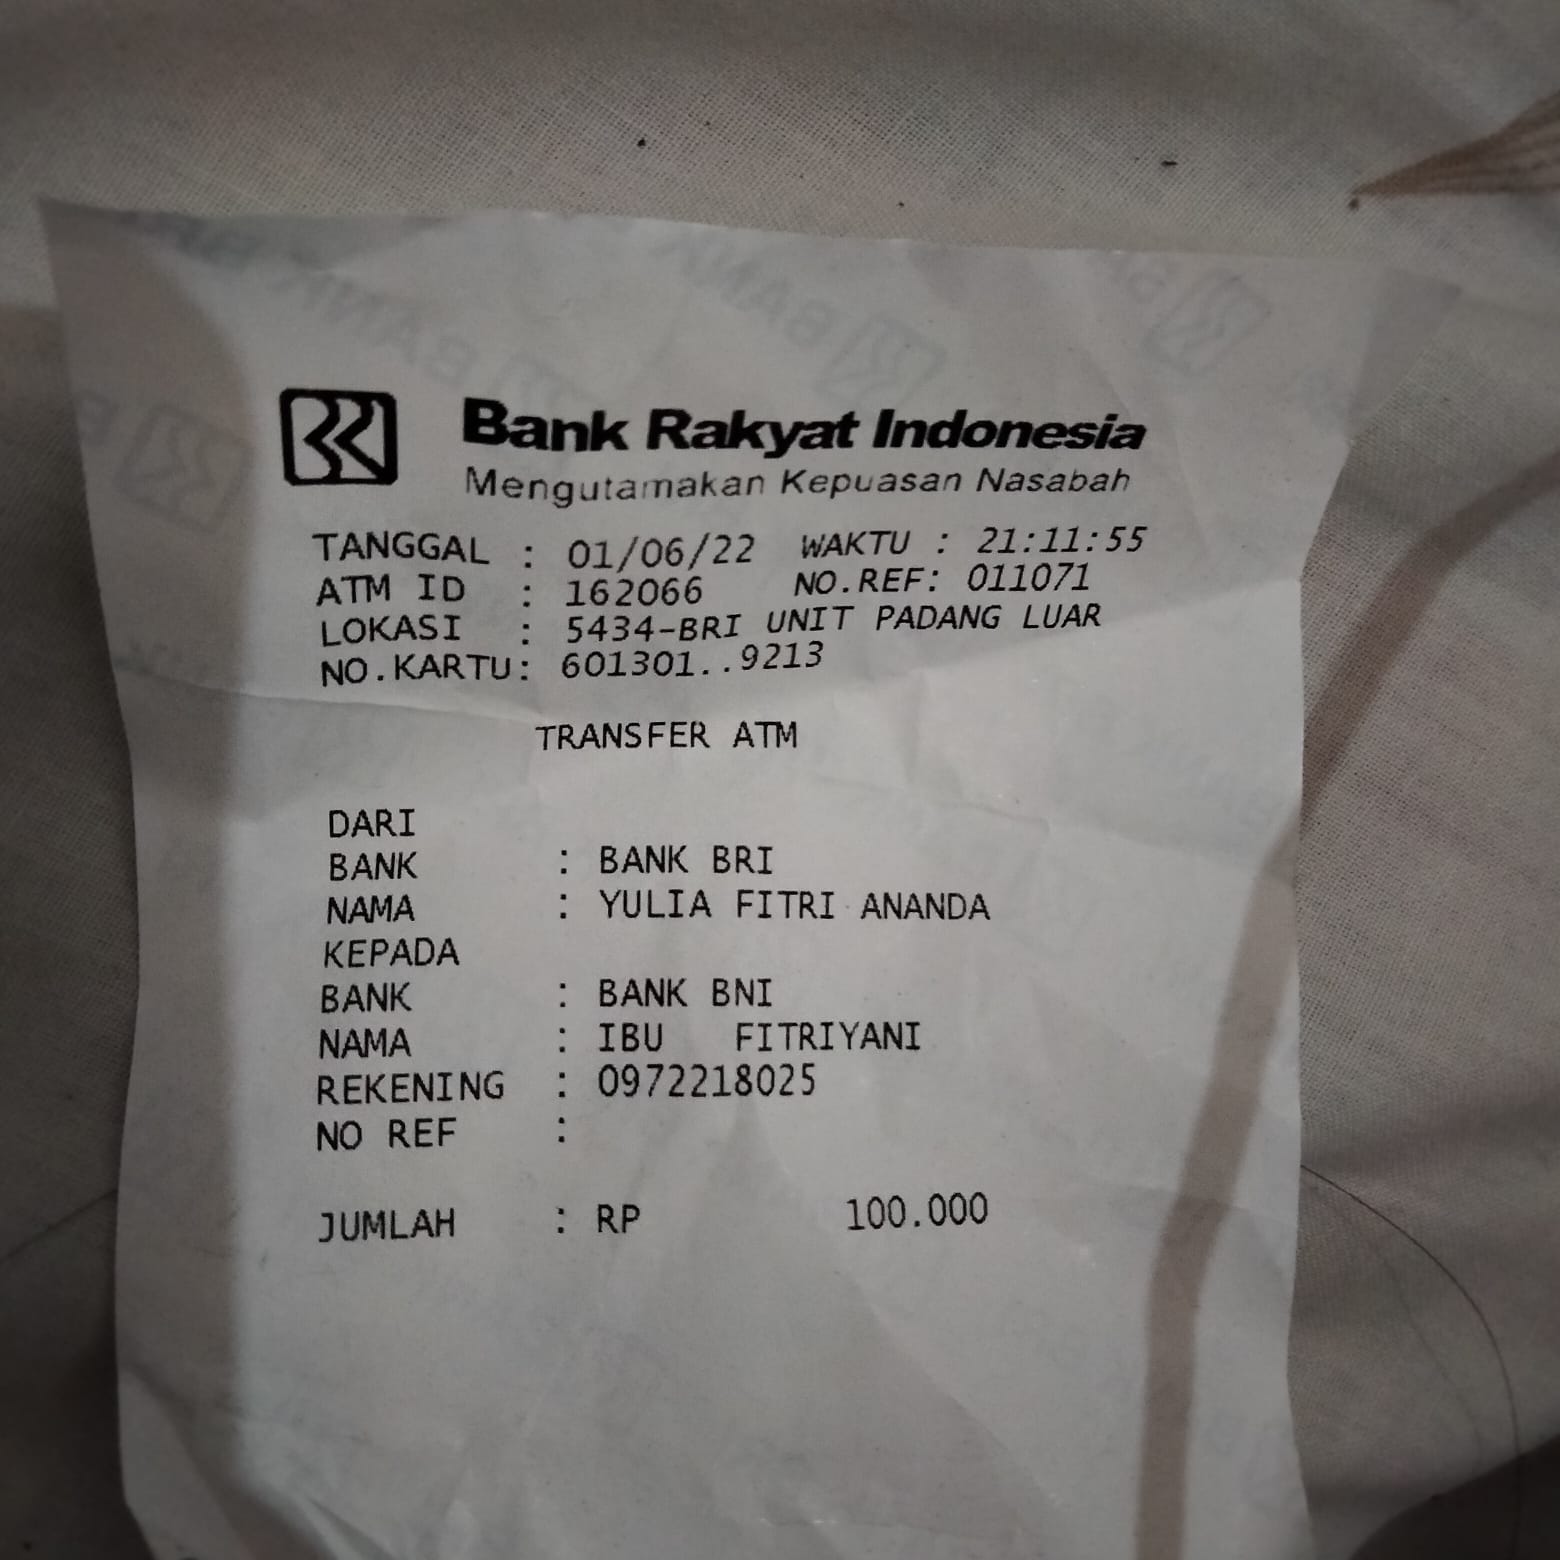 Bank Rakyat Indonesia
Mengutamakan Kepuasan Nasabah
TANGGAL : 01/06/22 WAKTU : 21:11:55
ATM ID : 162066 NO.REF: 011071
LOKASI : 5434-BRI UNIT PADANG LUAR
NO.KARTU: 601301..9213
TRANSFER ATM
DARI
BANK : BANK BRI
NAMA : YULIA FITRI ANANDA
KEPADA
BANK : BANK BNI
NAMA : IBU FITRIYANI
REKENING : 0972218025
NO REF :
JUMLAH : RP 100.000